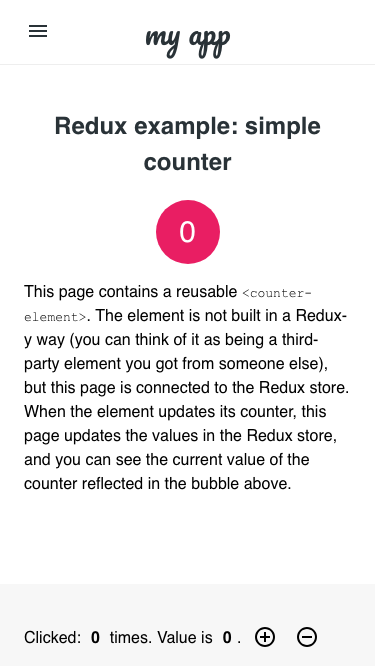 my app
Redux example: simple
counter
0
This page contains a reusable <counter-
element>. The element is not built in a Redux-
y way (you can think of it as being a third-
party element you got from someone else),
but this page is connected to the Redux store.
When the element updates its counter, this
page updates the values in the Redux store,
and you can see the current value of the
counter reflected in the bubble above.
Clicked: 0 times. Value is 0 .